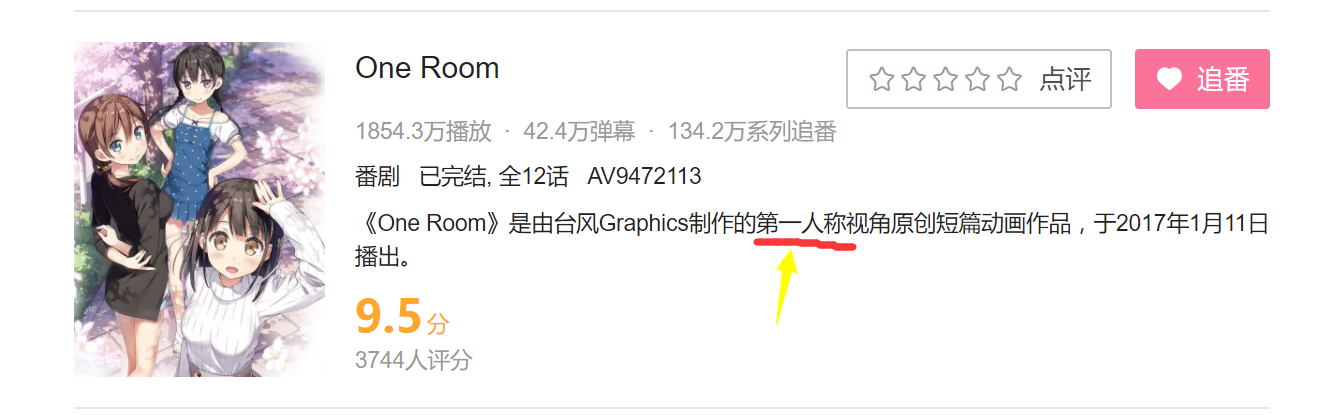 One Room
点评
追番
1854.3万播放 · 42.4万弹幕 · 134.2万系列追番
番剧 已完结, 全12话 AV9472113
《One Room》是由台风Graphics制作的第一人称视角原创短篇动画作品，于2017年1月11日
播出。
9.5分
3744人评分